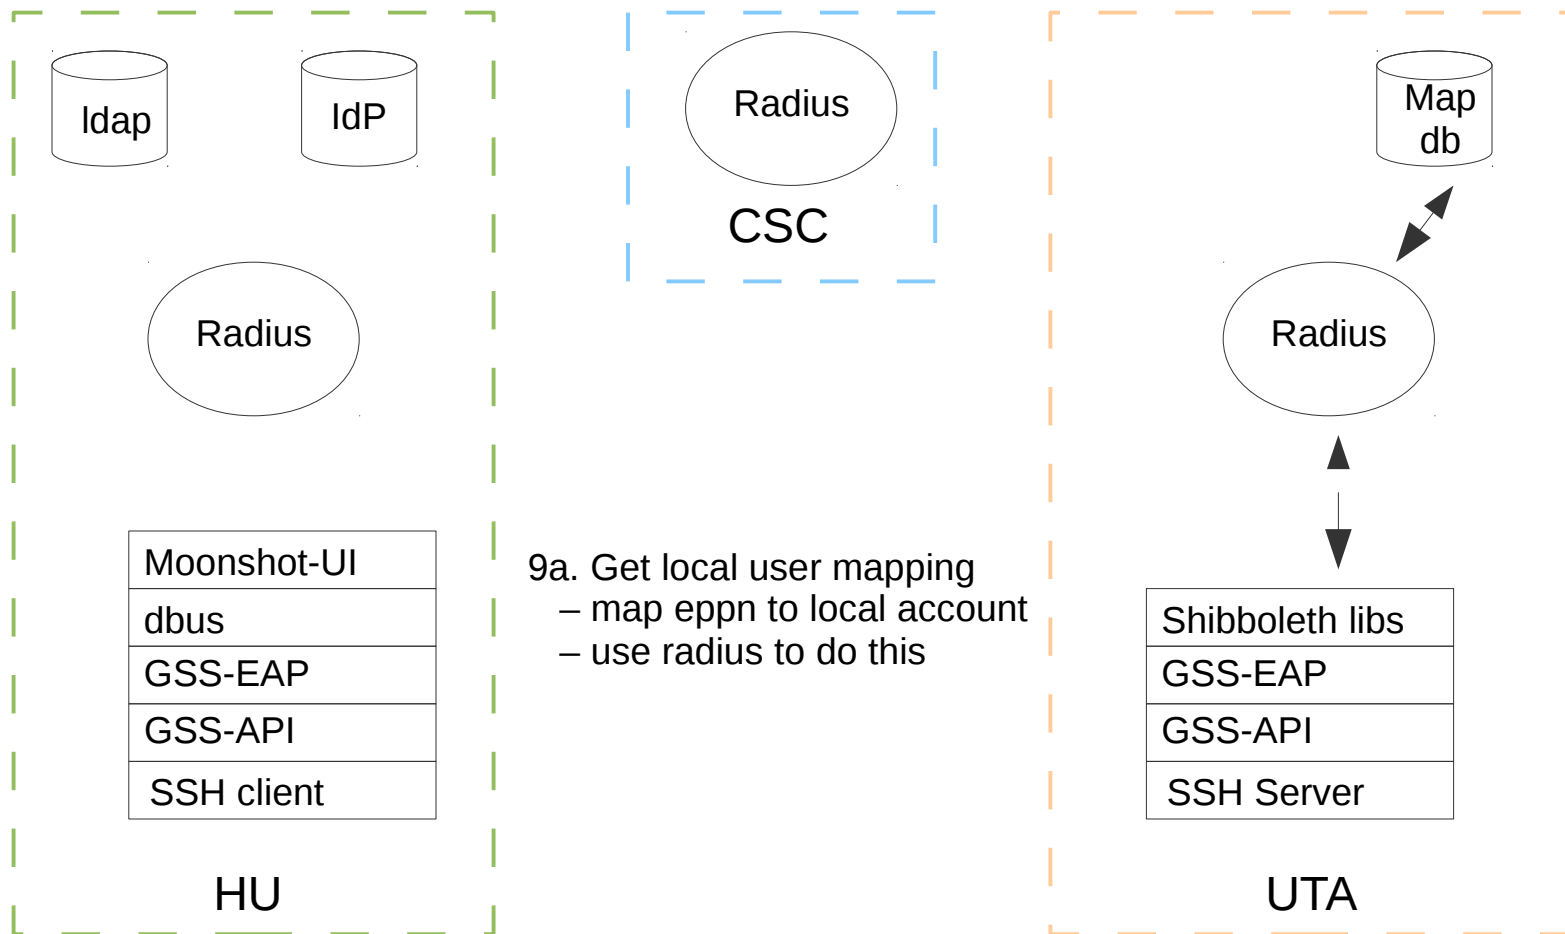 ldap
IdP
Radius
Moonshot-UI
dbus
GSS-EAP
GSS-API
SSH client
HU
Radius
CSC
9a. Get local user mapping
– map eppn to local account
– use radius to do this
Map
db
Radius
Shibboleth libs
GSS-EAP
GSS-API
SSH Server
UTA